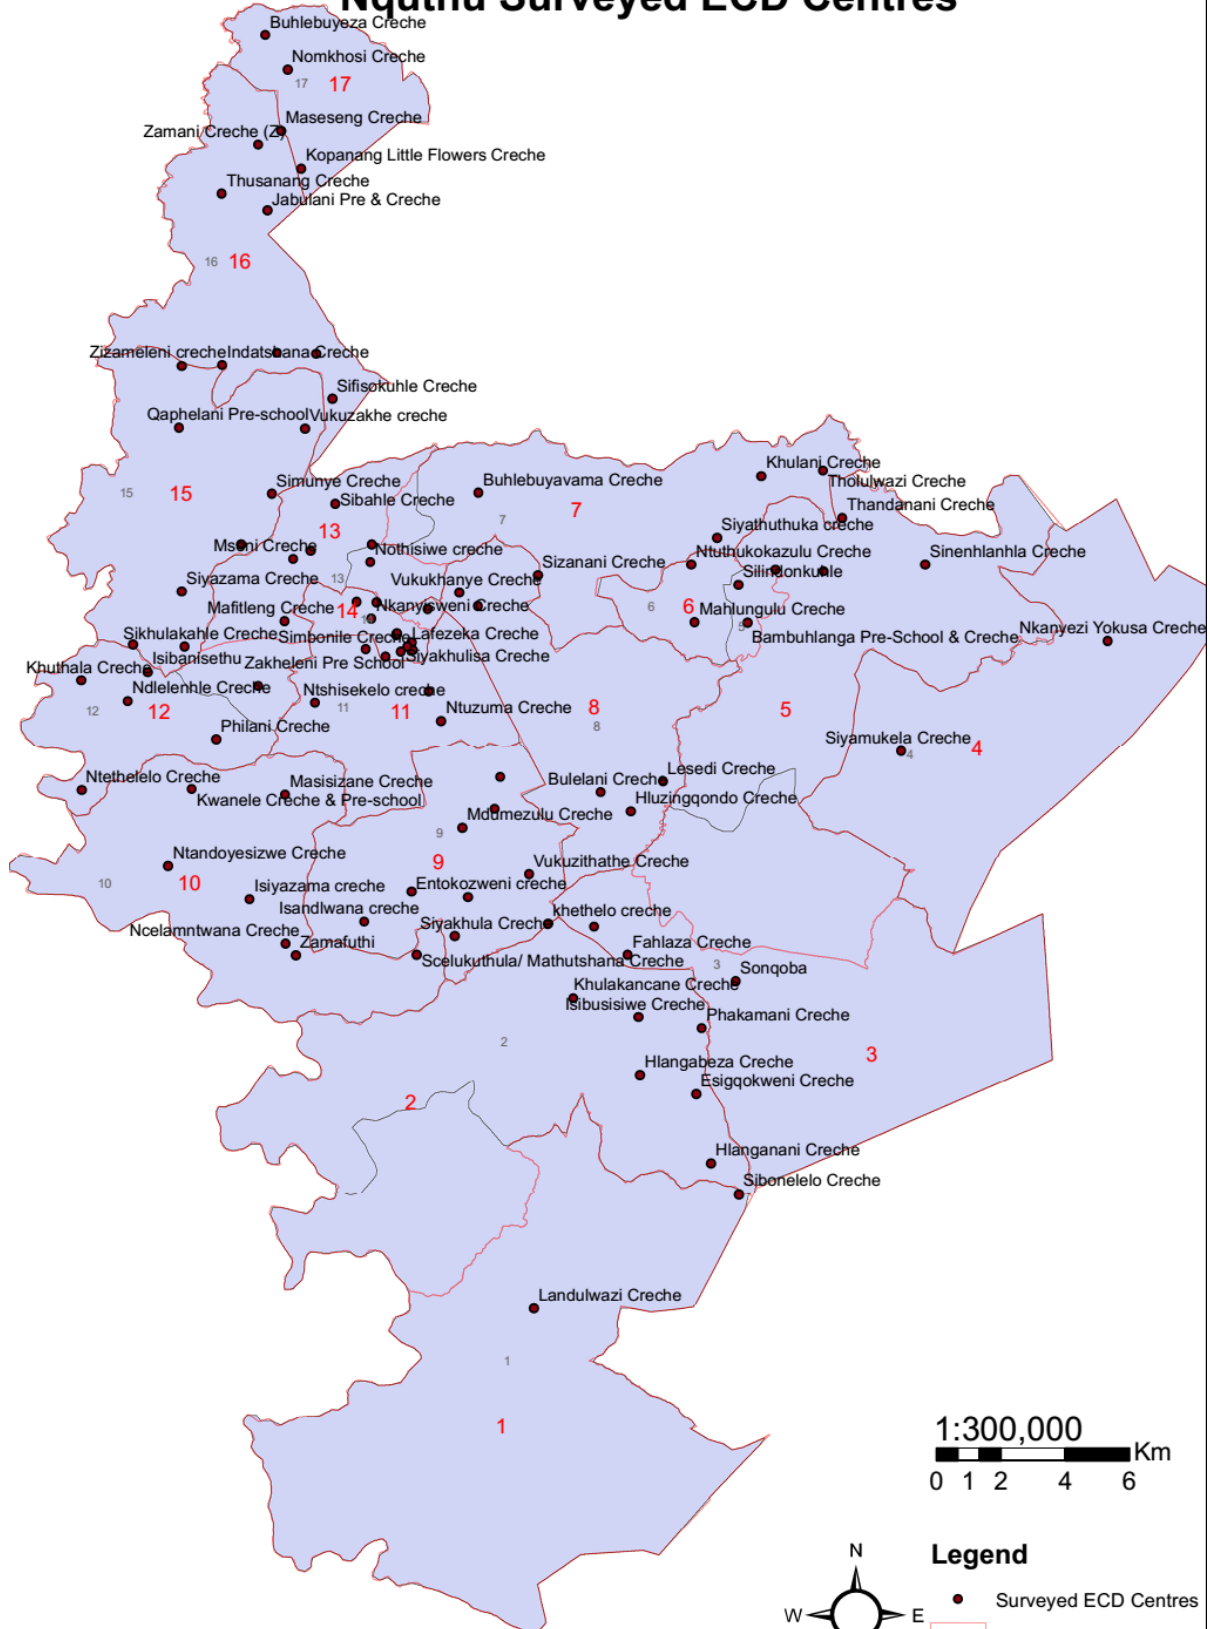 Nquthu Surveyed ECD Centres
Buhlebuyeza Creche
Nomkhosi Creche
17
17
Maseseng Creche
Zamani Creche (Z)
Kopanang Little Flowers Creche
Thusanang Creche
Jabulani Pre & Creche
16
16
Zizameleni creche
Indatshana Creche
Sifisokuhle Creche
Qaphelani Pre-school
Vukuzakhe creche
Khulani Creche
Tholulwazi Creche
Simunye Creche
Buhlebuyavama Creche
15
15
Sibahle Creche
Thandanani Creche
7
7
13
Siyathuthuka creche
Mseni Creche
Nothisiwe creche
Ntuthukokazulu Creche
Sinenhlanhla Creche
Sizanani Creche
Silindonkuhle
Siyazama Creche
13
Vukukhanye Creche
Mafitleng Creche
14
Nkanyisweni Creche
6
6
Mahlungulu Creche
5
Sikhulakahle Creche
Simbonile Creche
Lafezeka Creche
Bambuhlanga Pre-School & Creche
Nkanyezi Yokusa Creche
Isibanisethu
Zakheleni Pre School
Siyakhulisa Creche
Khuthala Creche
Ndlelenhle Creche
Ntshisekelo creche
12
12
11
11
Ntuzuma Creche
8
8
5
Philani Creche
Siyamukela Creche
4
4
Ntethelelo Creche
Masisizane Creche
Bulelani Creche
Lesedi Creche
Kwanele Creche & Pre-school
Hluzingqondo Creche
Mdumezulu Creche
9
9
Ntandoyesizwe Creche
Vukuzithathe Creche
10
10
Isiyazama creche
Entokozweni creche
Isandlwana creche
khethelo creche
Siyakhula Creche
Ncelamntwana Creche
Zamafuthi
Fahlaza Creche
Scelukuthula/ Mathutshana Creche
3
Sonqoba
Khulakancane Creche
Isibusisiwe Creche
Phakamani Creche
2
3
Hlangabeza Creche
Esigqokweni Creche
2
Hlanganani Creche
Sibonelelo Creche
Landulwazi Creche
1
1
1:300,000
Km
0 1 2 4 6
Legend
N
W E
Surveyed ECD Centres